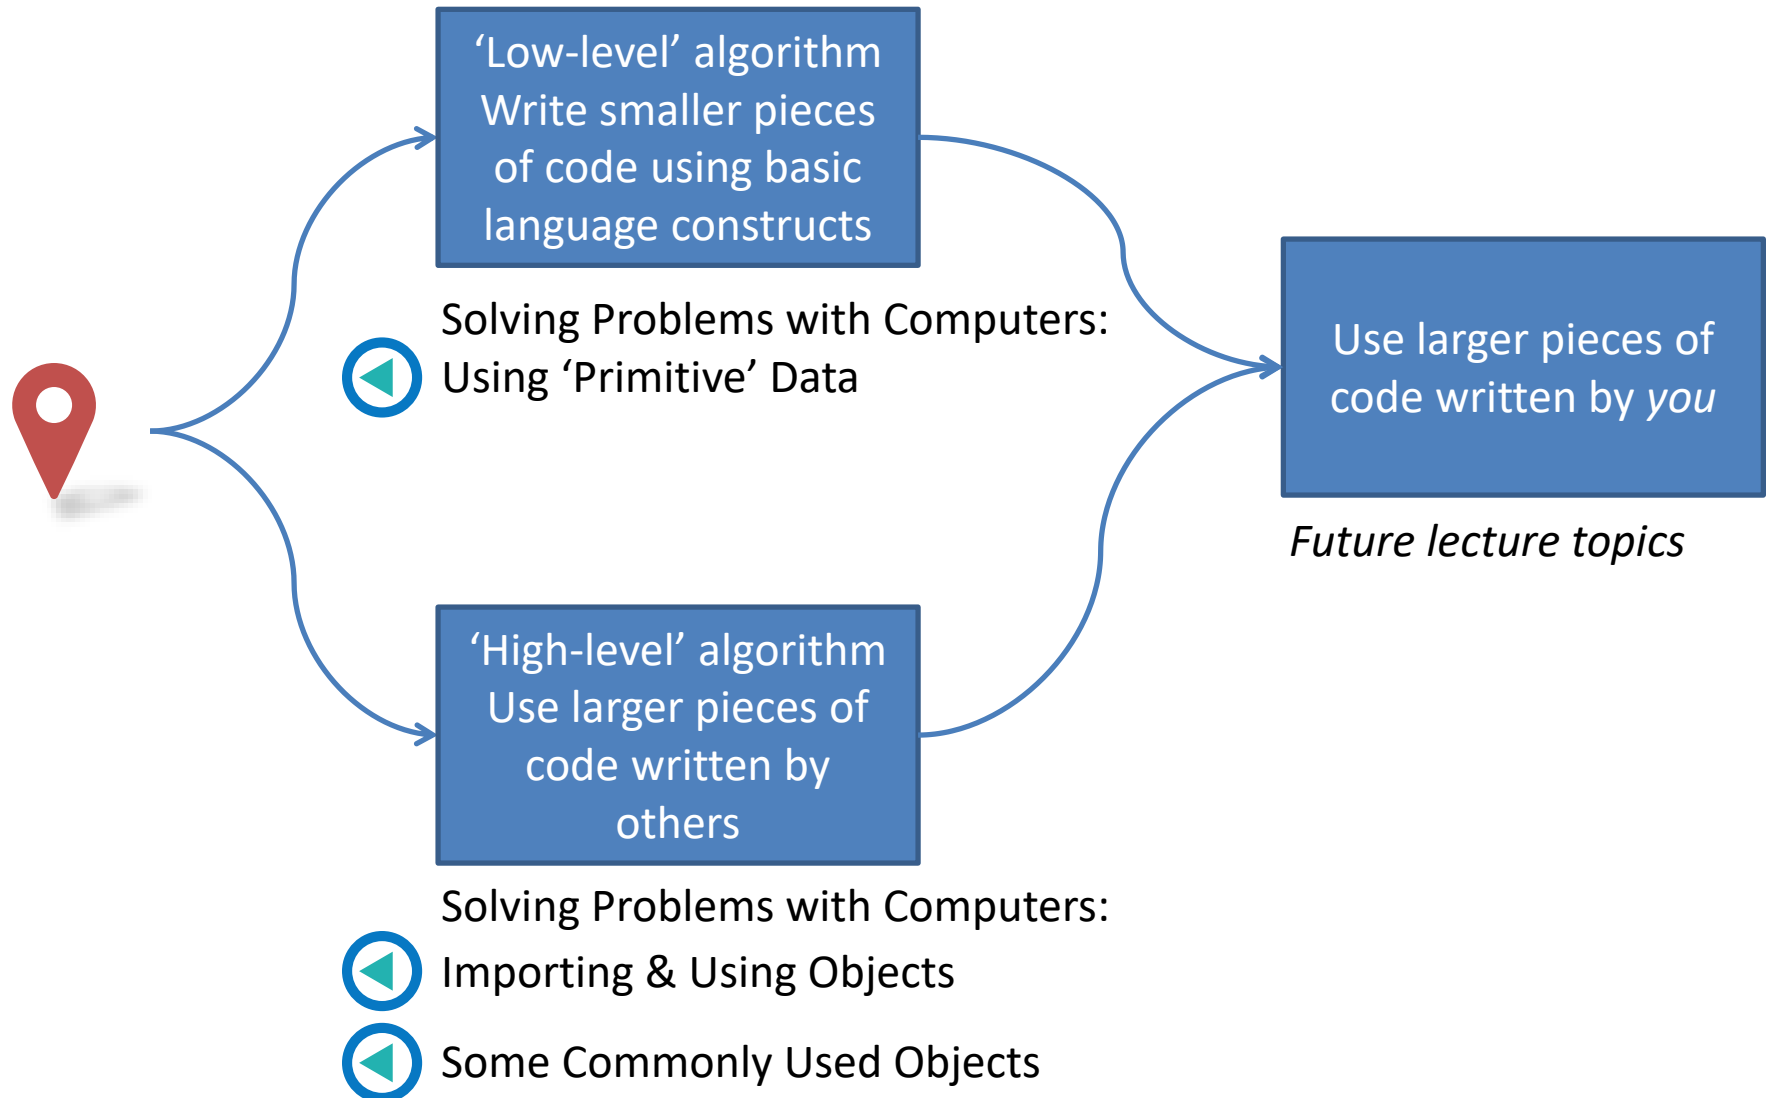 ‘Low-level’ algorithm
Write smaller pieces
of code using basic
language constructs
Solving Problems with Computers:
Using ‘Primitive’ Data
Use larger pieces of
code written by you
Future lecture topics
‘High-level’ algorithm
Use larger pieces of
code written by
others
Solving Problems with Computers:
Importing & Using Objects
Some Commonly Used Objects